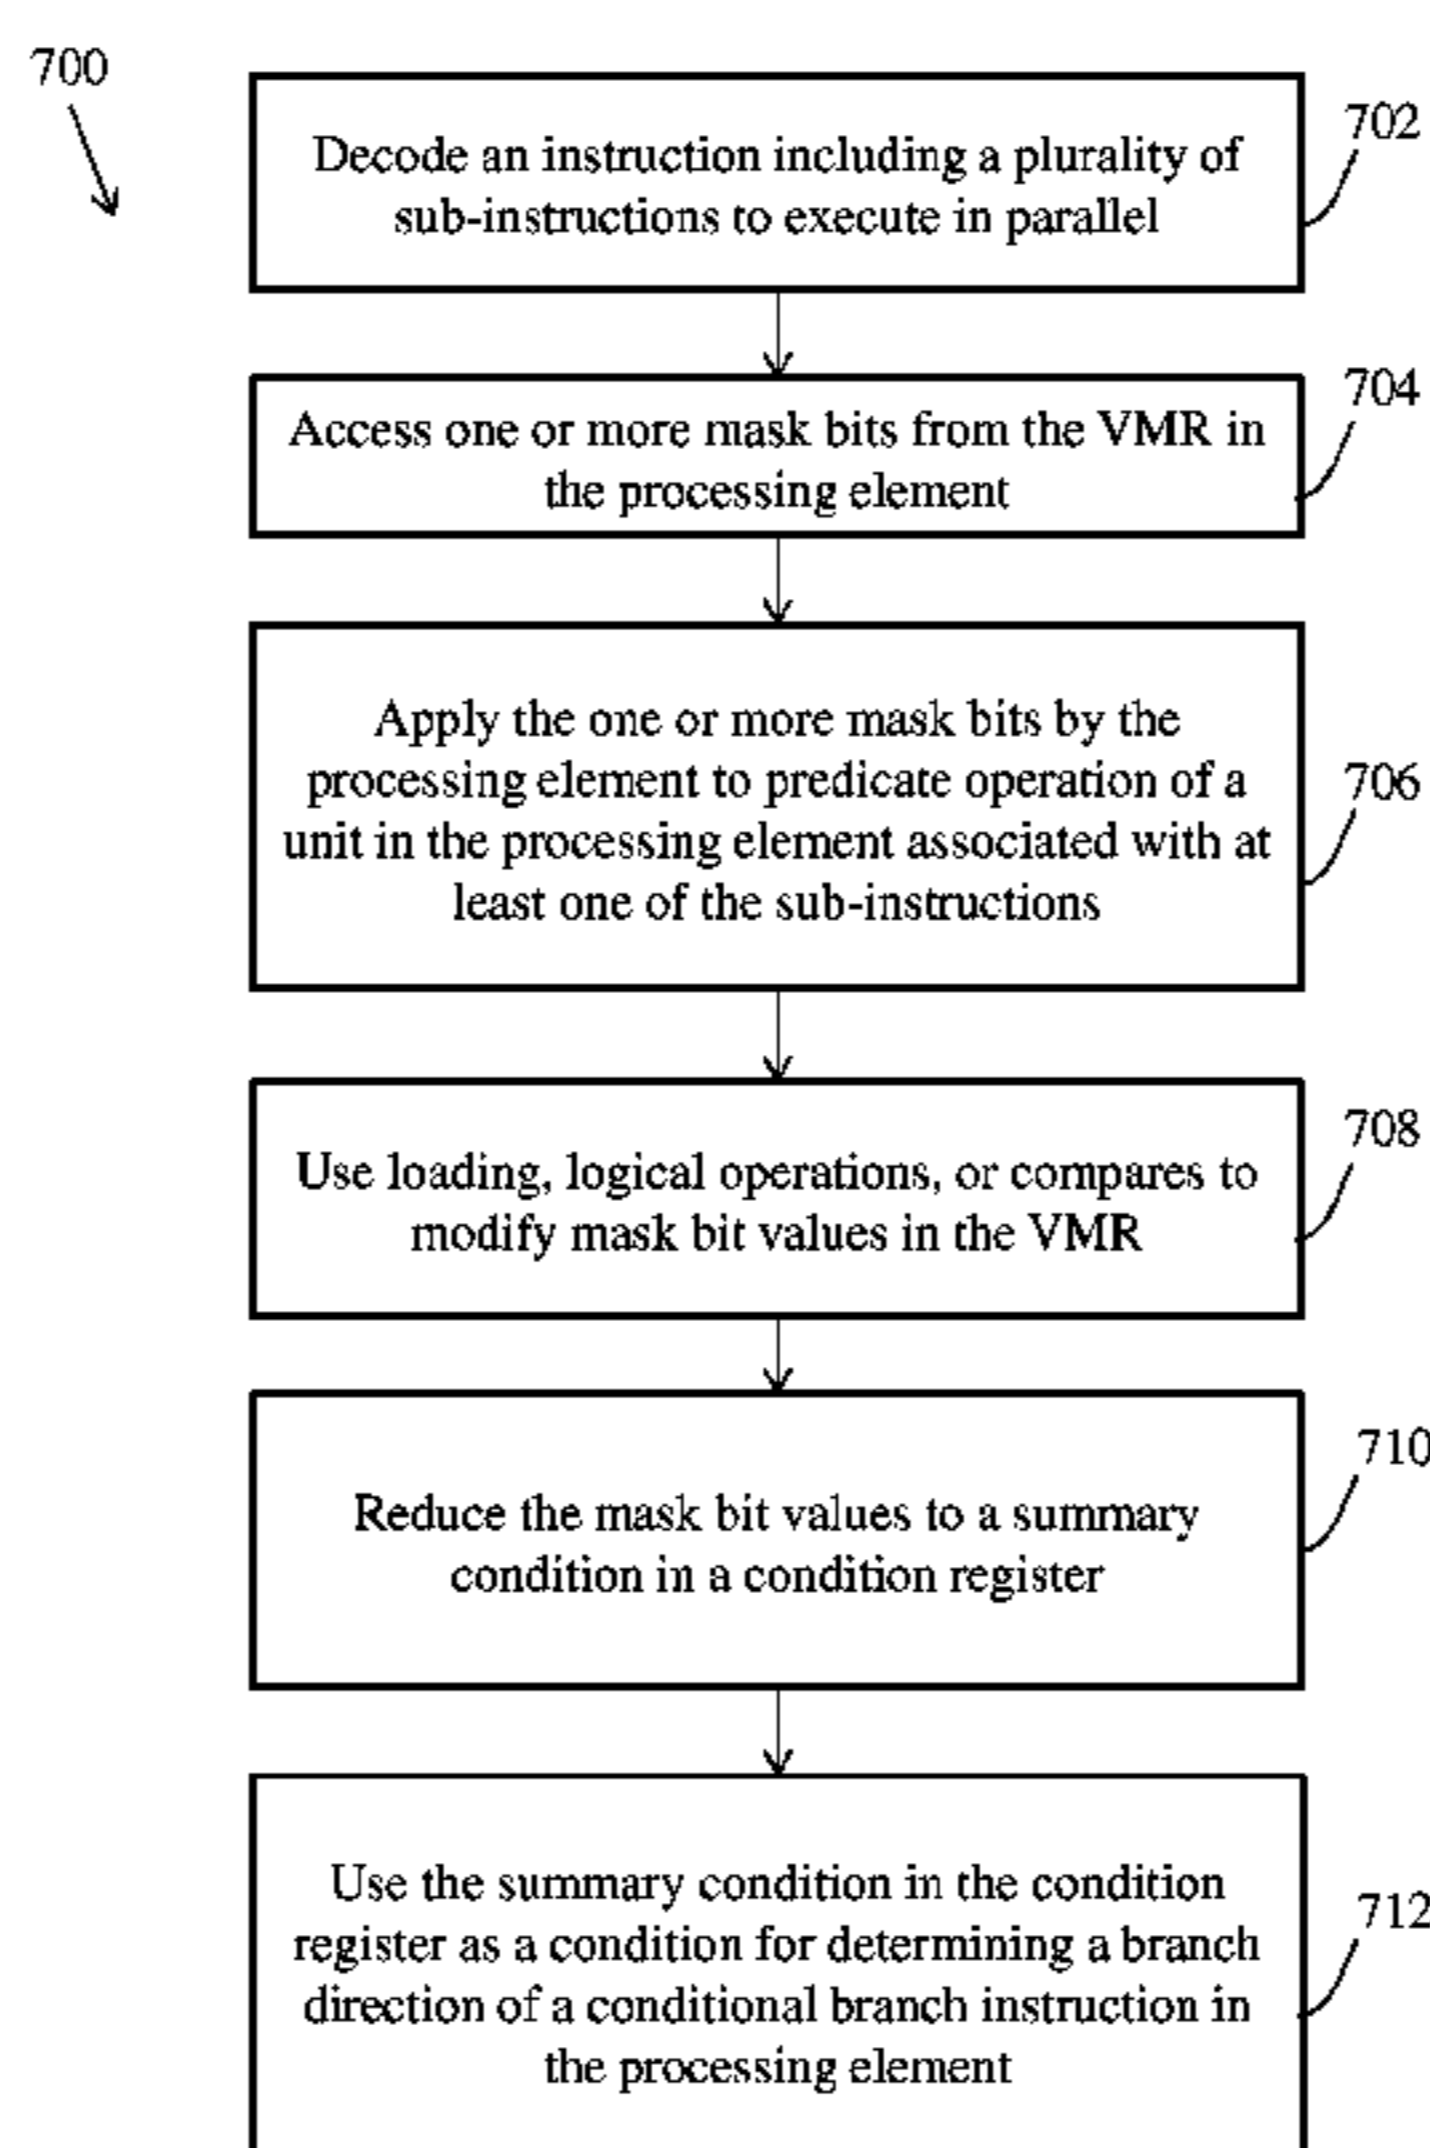 700
702
Decode an instruction including a plurality of
sub-instructions to execute in parallel
704
Access one or more mask bits from the VMR in
the processing element
Apply the one or more mask bits by the
processing element to predicate operation of a
706
unit in the processing element associated with at
least one of the sub-instructions
708
Use loading, logical operations, or compares to
modify mask bit values in the VMR
710
Reduce the mask bit values to a summary
condition in a condition register
Use the summary condition in the condition
712
register as a condition for determining a branch
direction of a conditional branch instruction in
the processing element